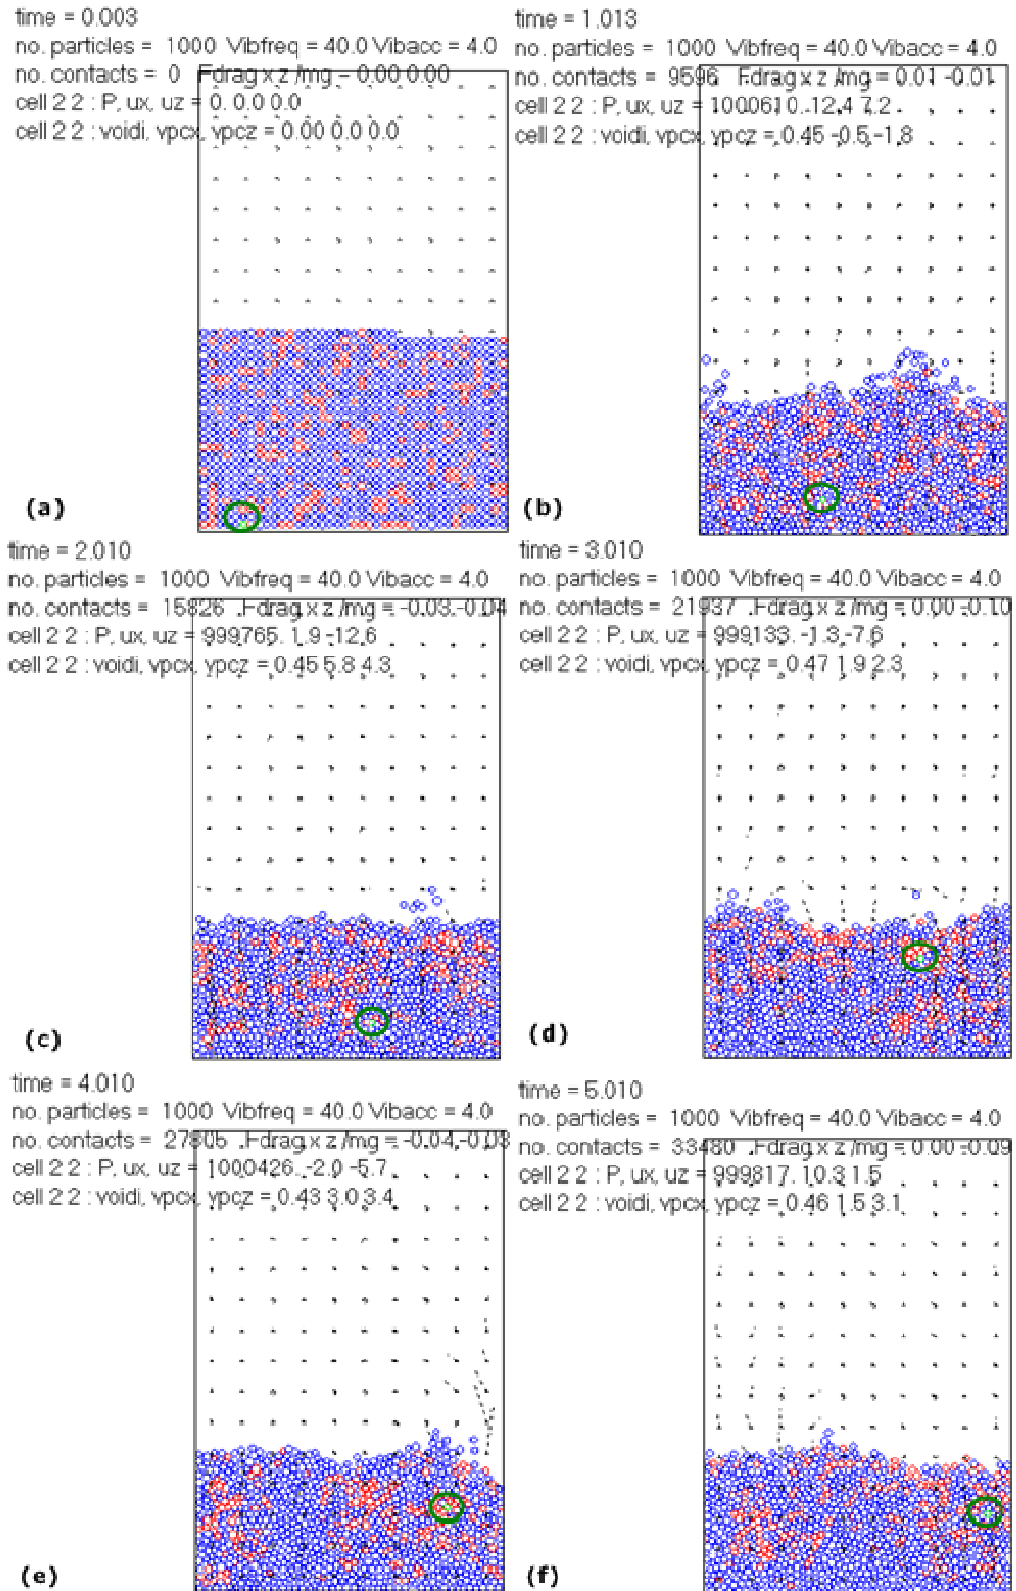 time = 0.003
no. particles = 1000 Vibfreq = 40.0 Vibacc = 4.0
no. contacts = 0 Fdrag x z /mg = 0.00 0.00
cell 2 2 : P, ux, uz = 0. 0.0 0.0
cell 2 2 : voidi, vpcx, vpcz = 0.00 0.0 0.0
(a)
time = 1.013
no. particles = 1000 Vibfreq = 40.0 Vibacc = 4.0
no. contacts = 9596 Fdrag x z /mg = 0.01 -0.01
cell 2 2 : P, ux, uz = 1000610. .12.4 7.2
cell 2 2 : voidi, vpcx, vpcz = 0.45 -0.5 -1.8
(b)
time = 2.010
no. particles = 1000 Vibfreq = 40.0 Vibacc = 4.0
no. contacts = 15826 Fdrag x z /mg = -0.03 -0.04
cell 2 2 : P, ux, uz = 999765. 1.9 -12.6
cell 2 2 : voidi, vpcx, vpcz = 0.45 5.8 4.3
(c)
time = 3.010
no. particles = 1000 Vibfreq = 40.0 Vibacc = 4.0
no. contacts = 21937 Fdrag x z /mg = 0.00 -0.10
cell 2 2 : P, ux, uz = 999133. -1.3 -7.6
cell 2 2 : voidi, vpcx, vpcz = 0.47 1.9 2.3
(d)
time = 4.010
no. particles = 1000 Vibfreq = 40.0 Vibacc = 4.0
no. contacts = 27805 Fdrag x z /mg = -0.04 -0.08
cell 2 2 : P, ux, uz = 1000426. -2.9 -5.7
cell 2 2 : voidi, vpcx, vpcz = 0.43 3.0 3.4
(e)
time = 5.010
no. particles = 1000 Vibfreq = 40.0 Vibacc = 4.0
no. contacts = 33480 Fdrag x z /mg = 0.00 -0.09
cell 2 2 : P, ux, uz = 999817. 10.3 1.5
cell 2 2 : voidi, vpcx, vpcz = 0.46 1.5 3.1
(f)